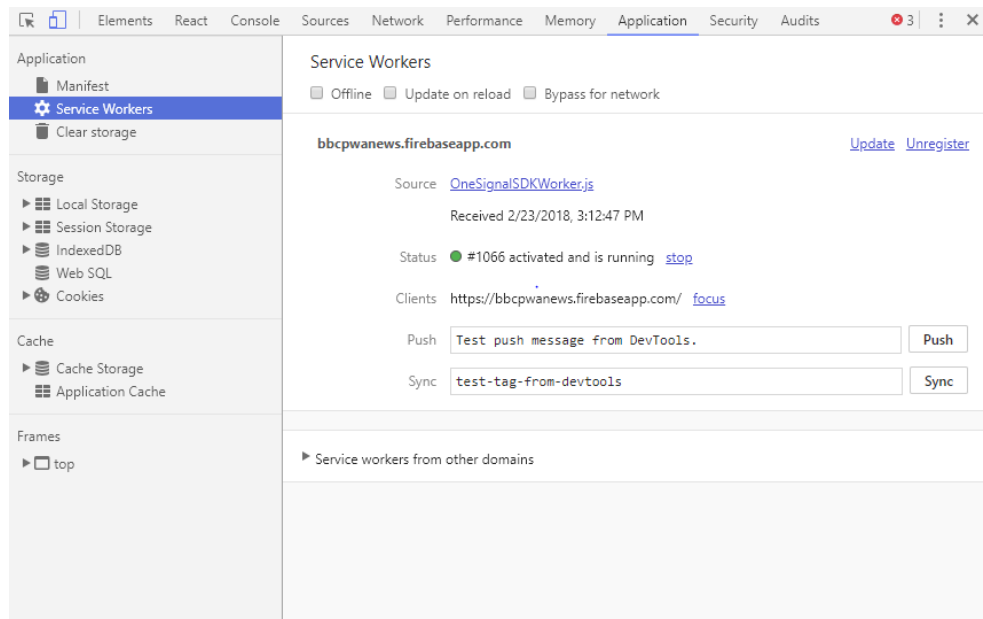 Elements React Console Sources Network Performance Memory Application Security Audits 3
Application
Manifest
Service Workers
Clear storage
Storage
Local Storage
Session Storage
IndexedDB
Web SQL
Cookies
Cache
Cache Storage
Application Cache
Frames
top
Service Workers
Offline Update on reload Bypass for network
bbcpwanews.firebaseapp.com Update Unregister
Source OneSignalSDKWorker.js
Received 2/23/2018, 3:12:47 PM
Status #1066 activated and is running stop
Clients https://bbcpwanews.firebaseapp.com/ focus
Push Test push message from DevTools. Push
Sync test-tag-from-devtools Sync
Service workers from other domains